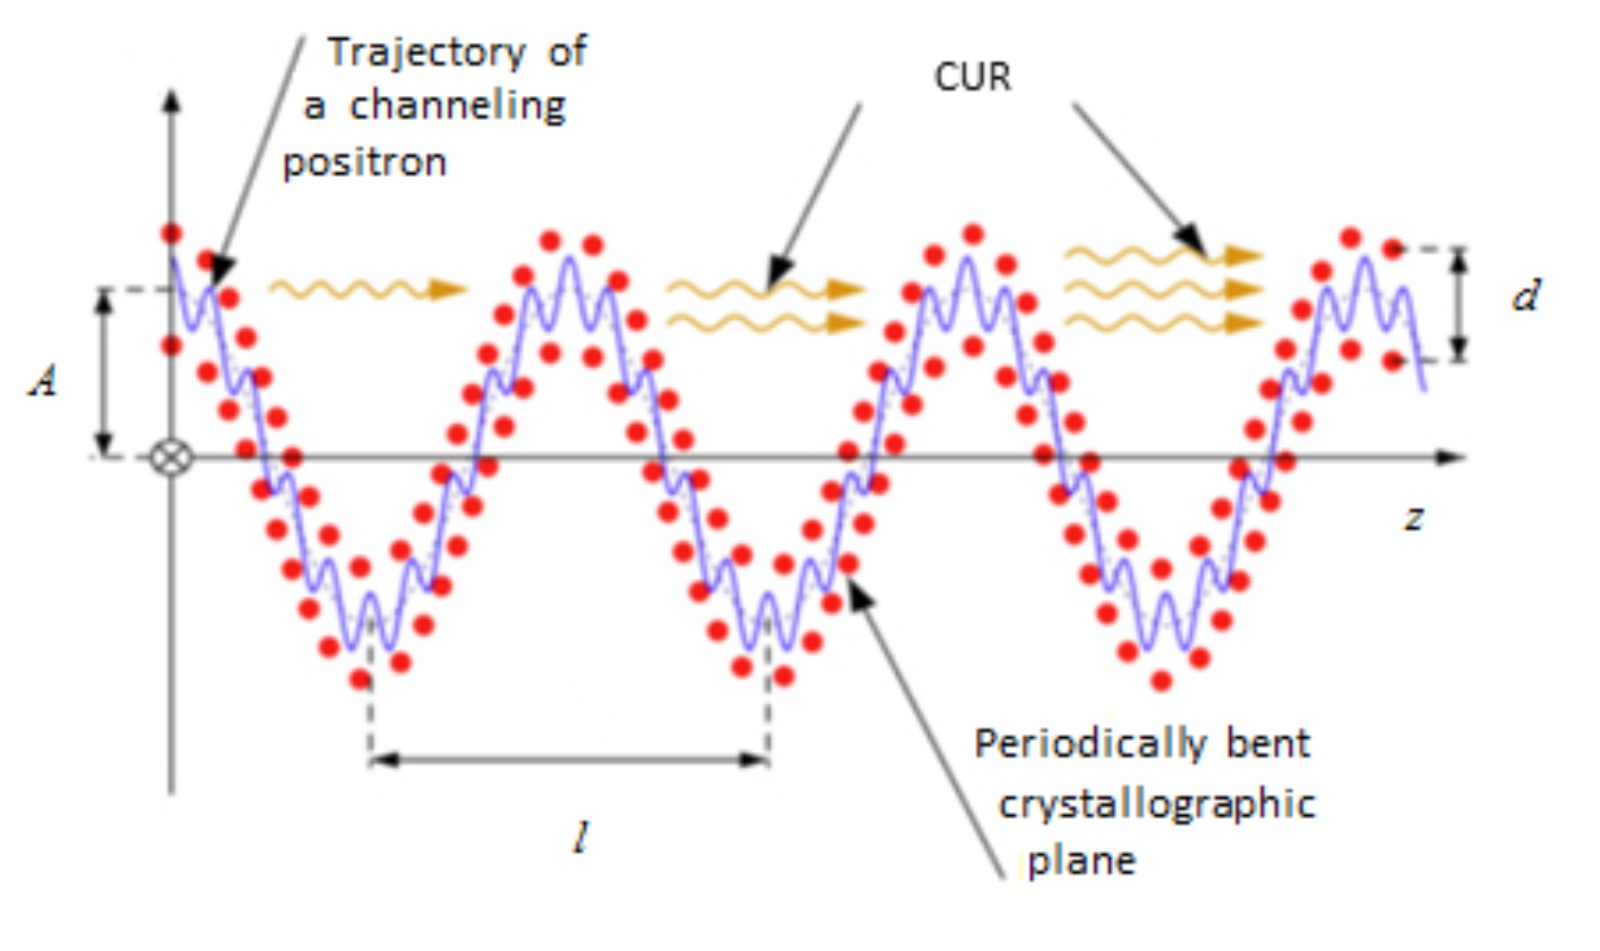 Trajectory of
a channeling
positron
CUR
d
A
z
l
Periodically bent
crystallographic
plane